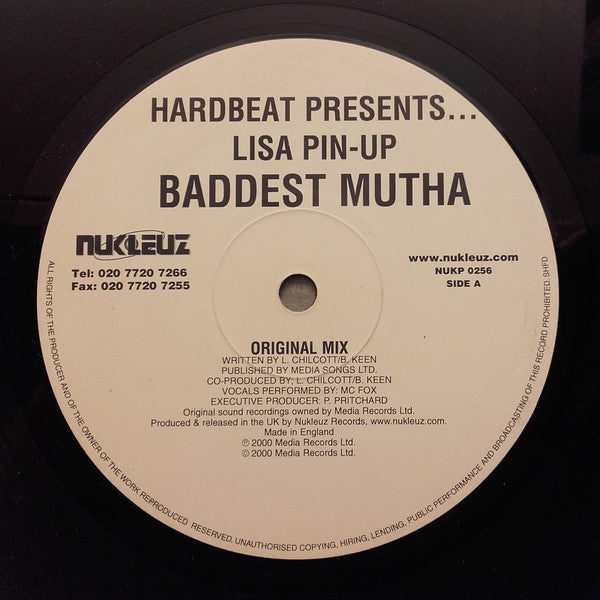 HARDBEAT PRESENTS...
LISA PIN-UP
BADDEST MUTHA
NUKLEUZ
Tel: 020 7720 7266
Fax: 020 7720 7255
www.nukleuz.com
NUKP 0256
SIDE A
ORIGINAL MIX
WRITTEN BY L. CHILCOTT/B. KEEN
PUBLISHED BY MEDIA SONGS LTD.
CO-PRODUCED BY; L. CHILCOTT/B. KEEN
VOCALS PERFORMED BY: MC FOX
EXECUTIVE PRODUCER: P. PRITCHARD
Original sound recordings owned by Media Records Ltd.
Produced & released in the UK by Nukleuz Records, www.nukleuz.com.
Made in England
℗ 2000 Media Records Ltd.
© 2000 Media Records Ltd.
ALL RIGHTS OF THE PRODUCER AND OF THE OWNER OF THE WORK REPRODUCED RESERVED. UNAUTHORISED COPYING, HIRING, LENDING, PUBLIC PERFORMANCE AND BROADCASTING OF THIS RECORD PROHIBITED. SHFD